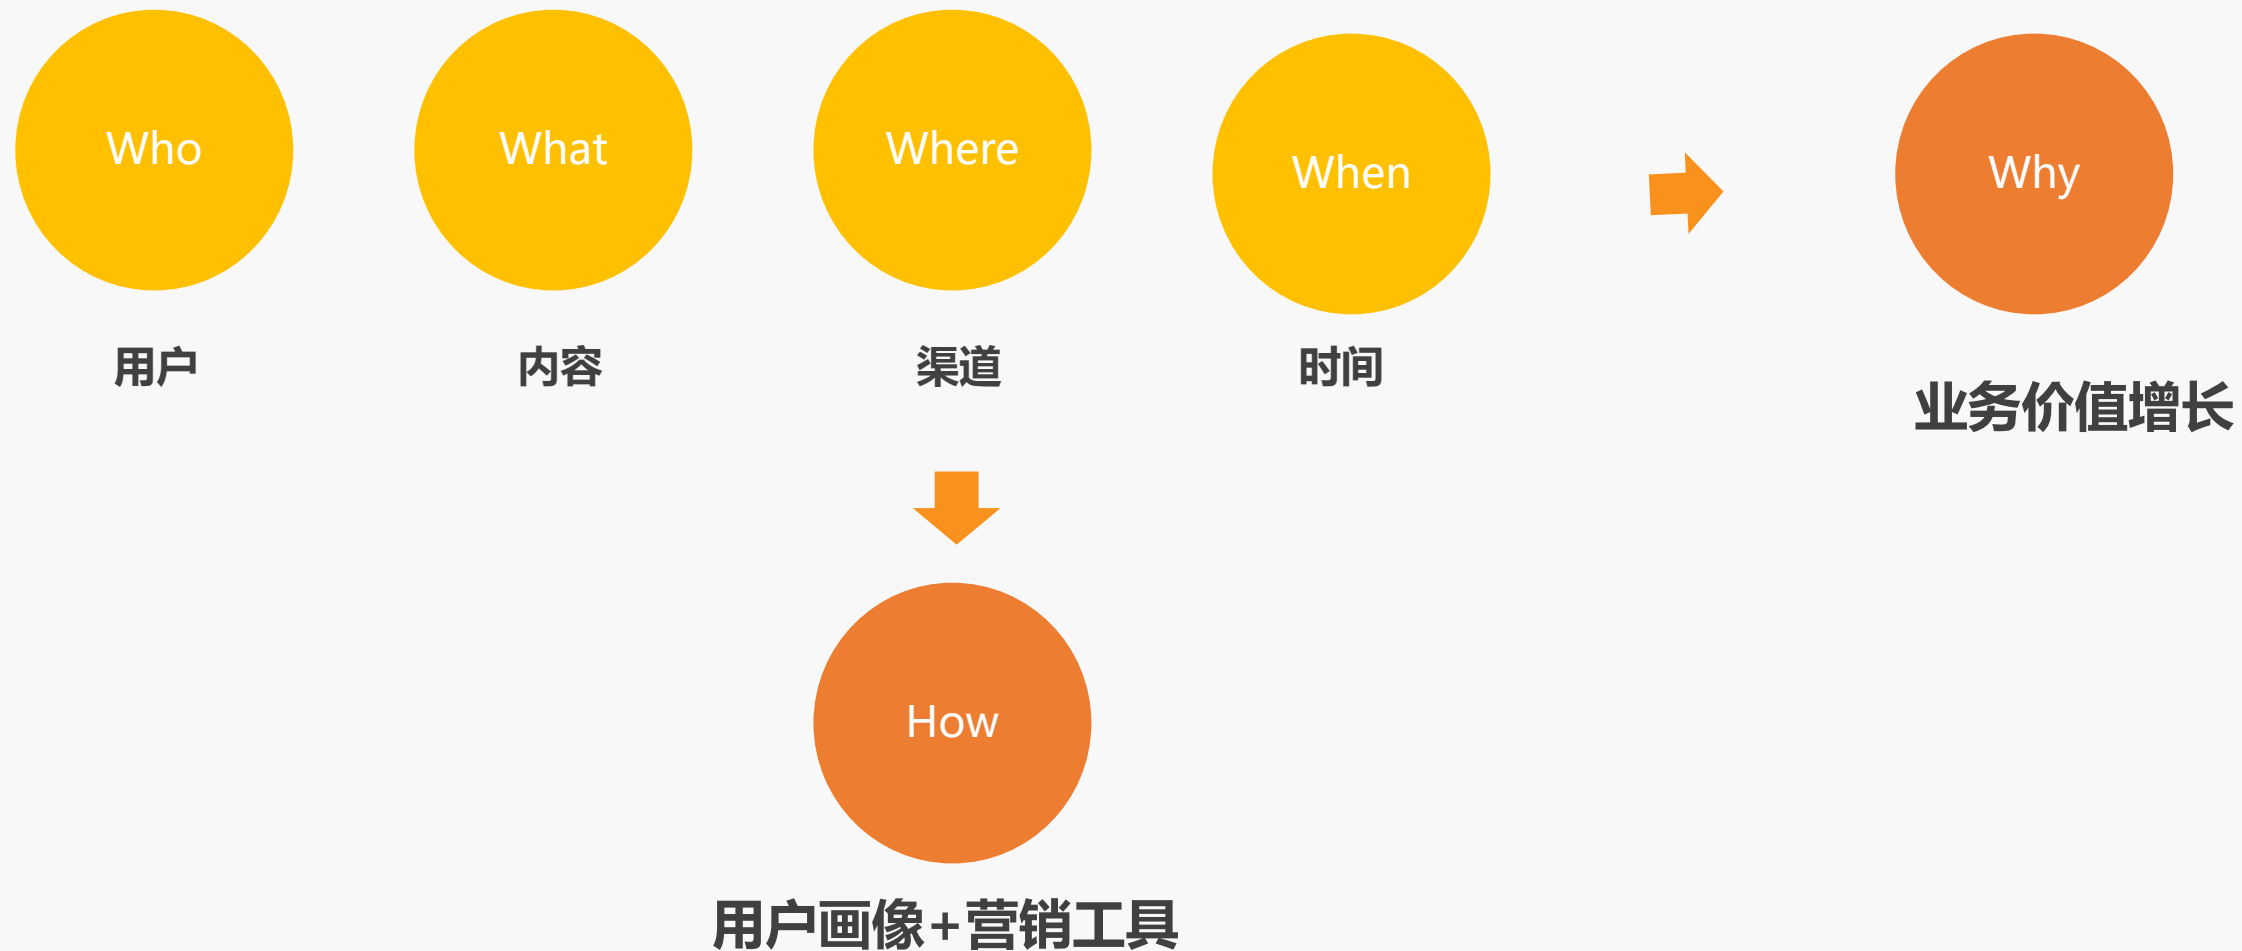 Who
What
Where
When
Why
用户
内容
渠道
时间
业务价值增长
How
用户画像+营销工具